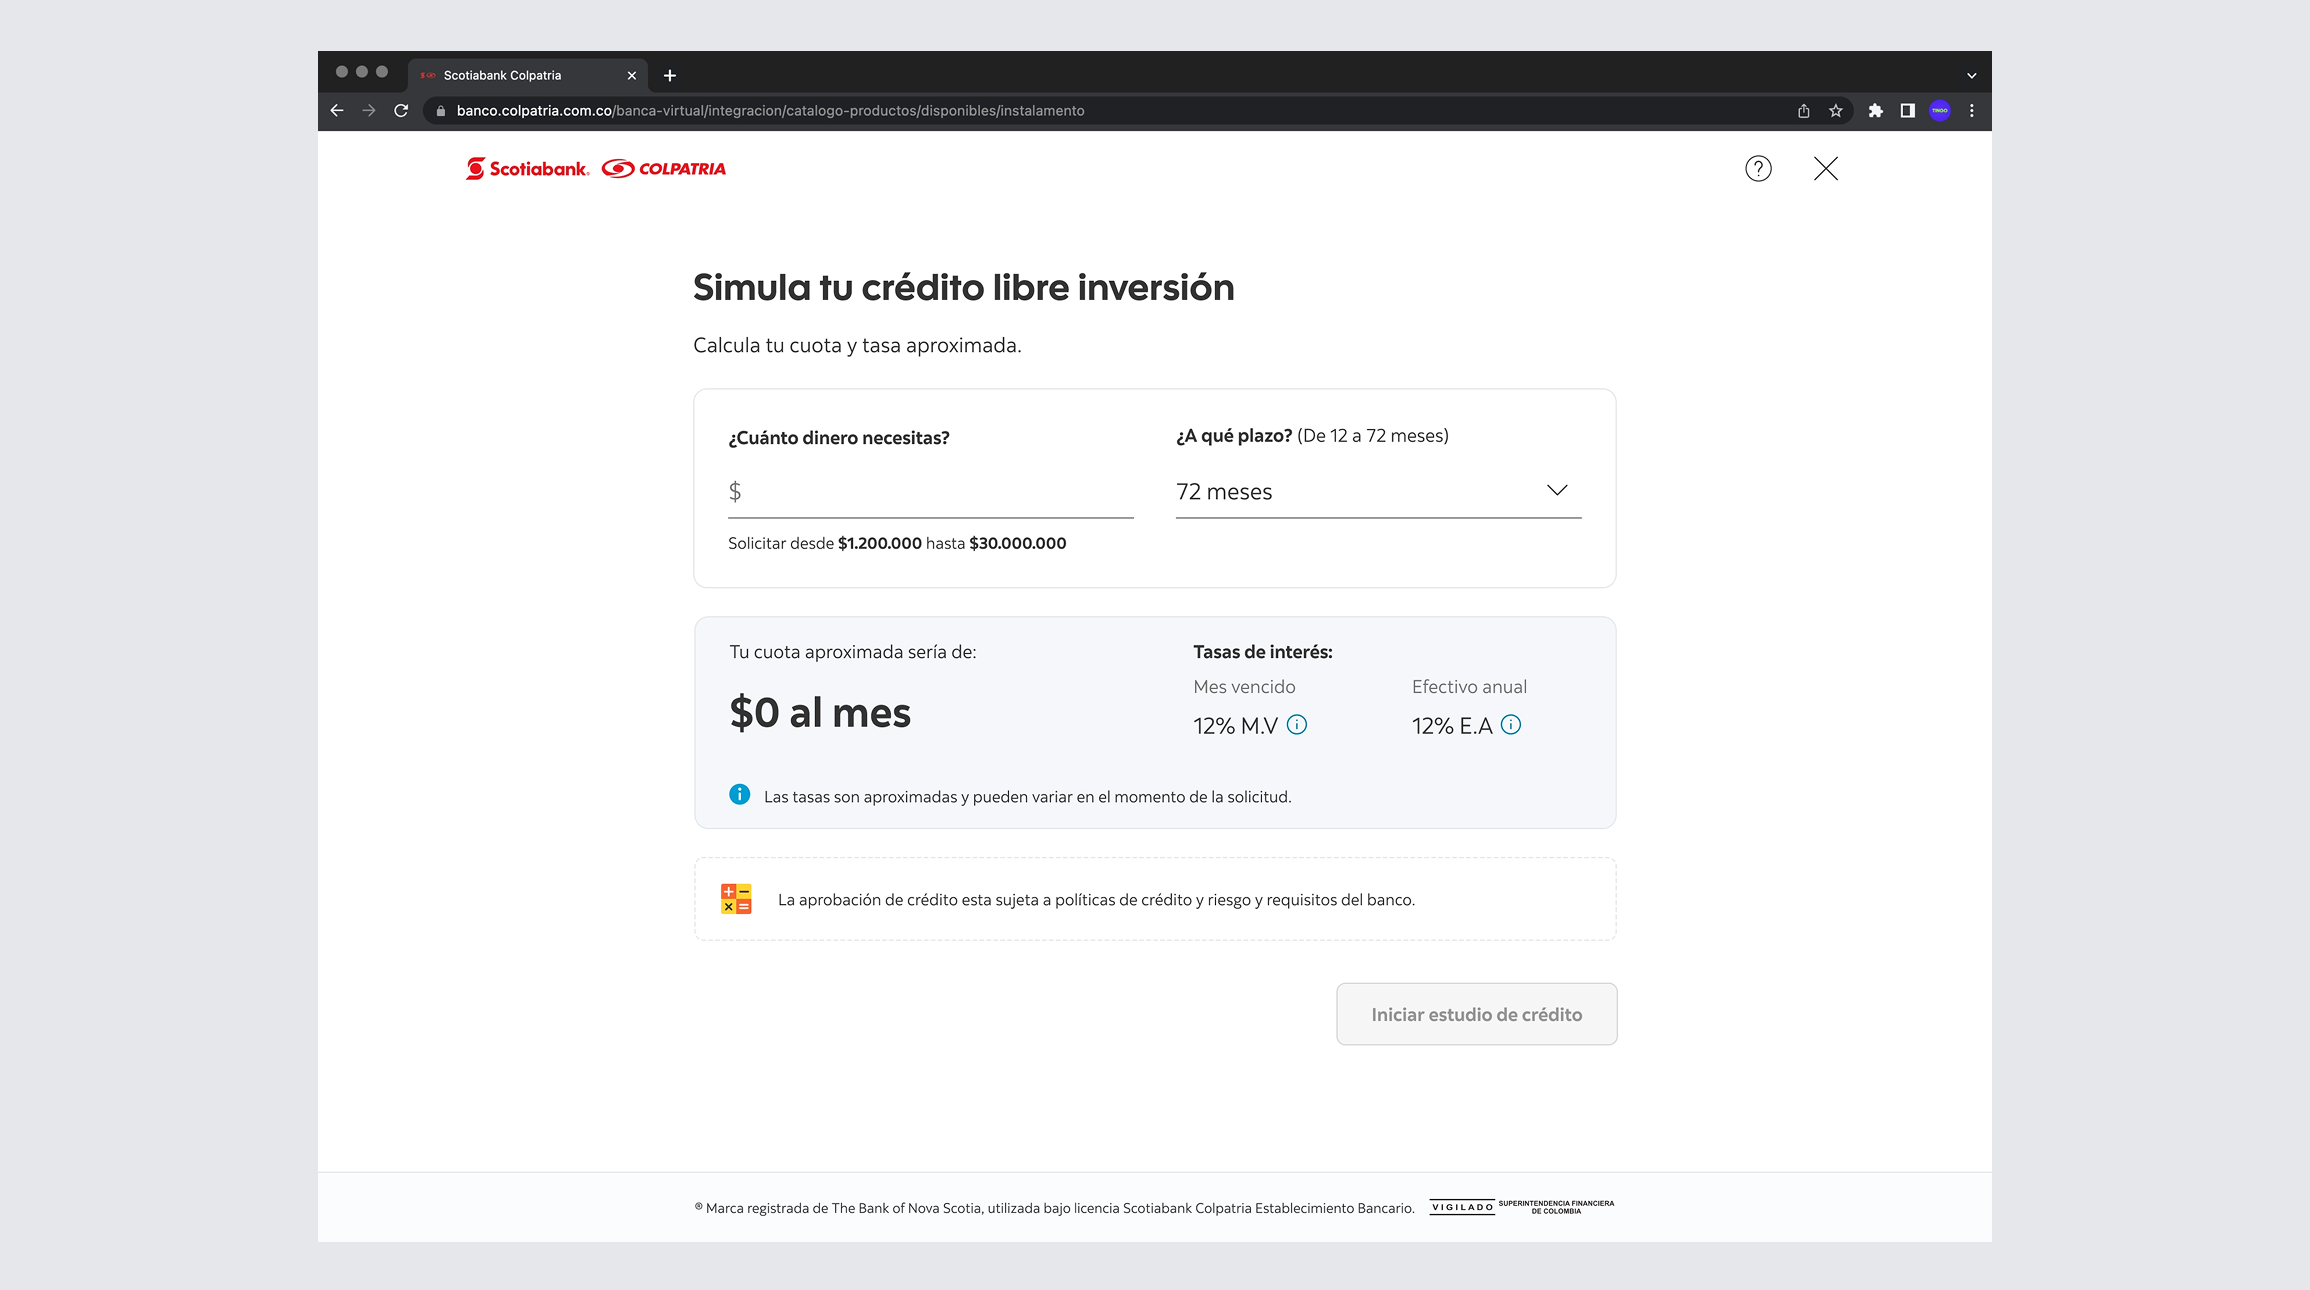 Scotiabank Colpatria
banco.colpatria.com.co/banca-virtual/integracion/catalogo-productos/disponibles/instalamento
TINGO
Scotiabank. COLPATRIA
Simula tu crédito libre inversión
Calcula tu cuota y tasa aproximada.
¿Cuánto dinero necesitas?
¿A qué plazo? (De 12 a 72 meses)
$
72 meses
Solicitar desde $1.200.000 hasta $30.000.000
Tu cuota aproximada sería de:
$0 al mes
Tasas de interés:
Mes vencido
12% M.V
Efectivo anual
12% E.A
Las tasas son aproximadas y pueden variar en el momento de la solicitud.
La aprobación de crédito esta sujeta a políticas de crédito y riesgo y requisitos del banco.
Iniciar estudio de crédito
® Marca registrada de The Bank of Nova Scotia, utilizada bajo licencia Scotiabank Colpatria Establecimiento Bancario.
VIGILADO
SUPERINTENDENCIA FINANCIERA
DE COLOMBIA